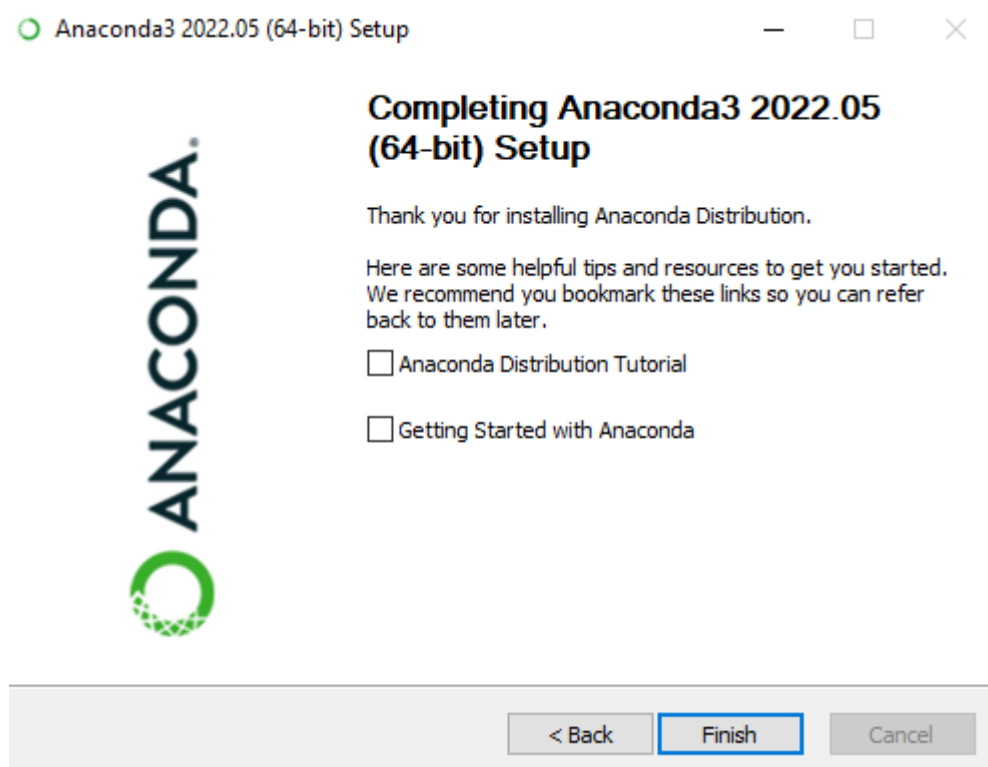 Anaconda3 2022.05 (64-bit) Setup
Completing Anaconda3 2022.05
(64-bit) Setup
Thank you for installing Anaconda Distribution.
Here are some helpful tips and resources to get you started.
We recommend you bookmark these links so you can refer
back to them later.
Anaconda Distribution Tutorial
Getting Started with Anaconda
ANACONDA.
< Back
Finish
Cancel